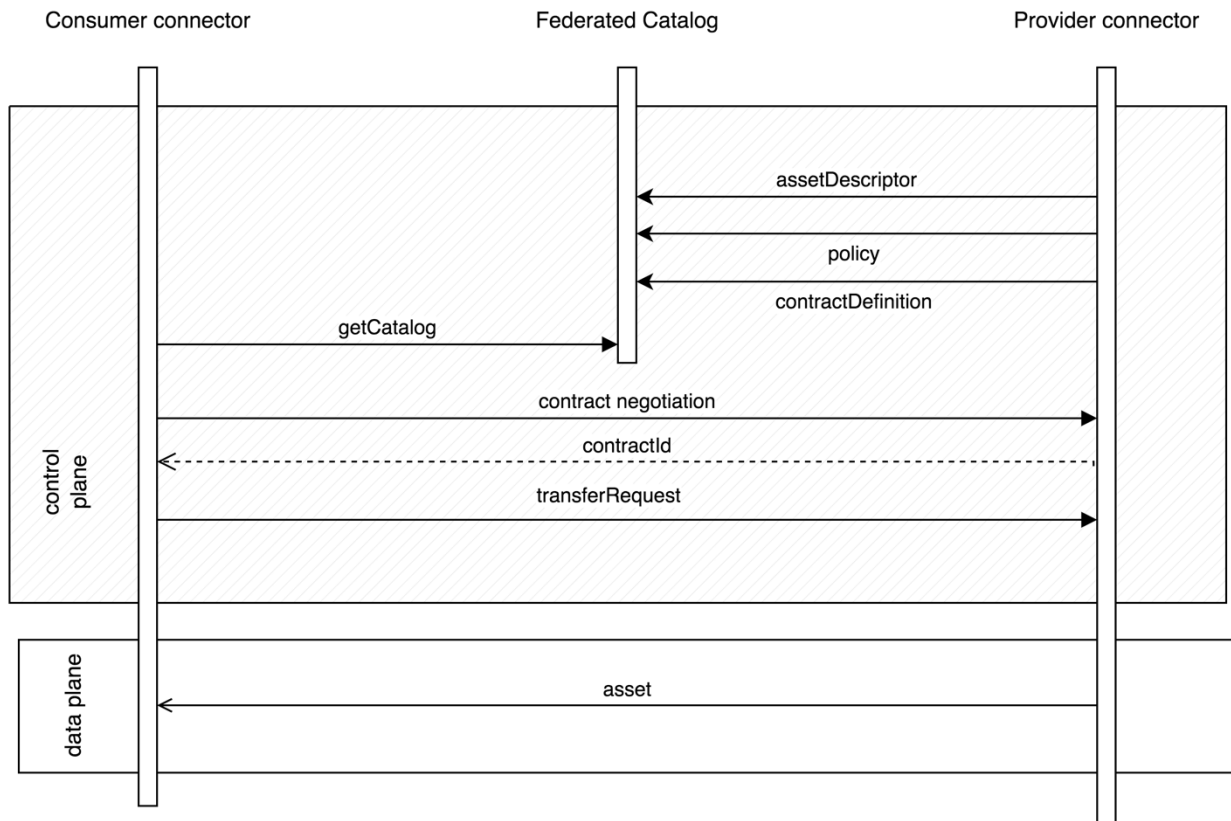 Consumer connector
Federated Catalog
Provider connector
assetDescriptor
policy
contractDefinition
getCatalog
contract negotiation
contractId
transferRequest
control
plane
asset
data plane